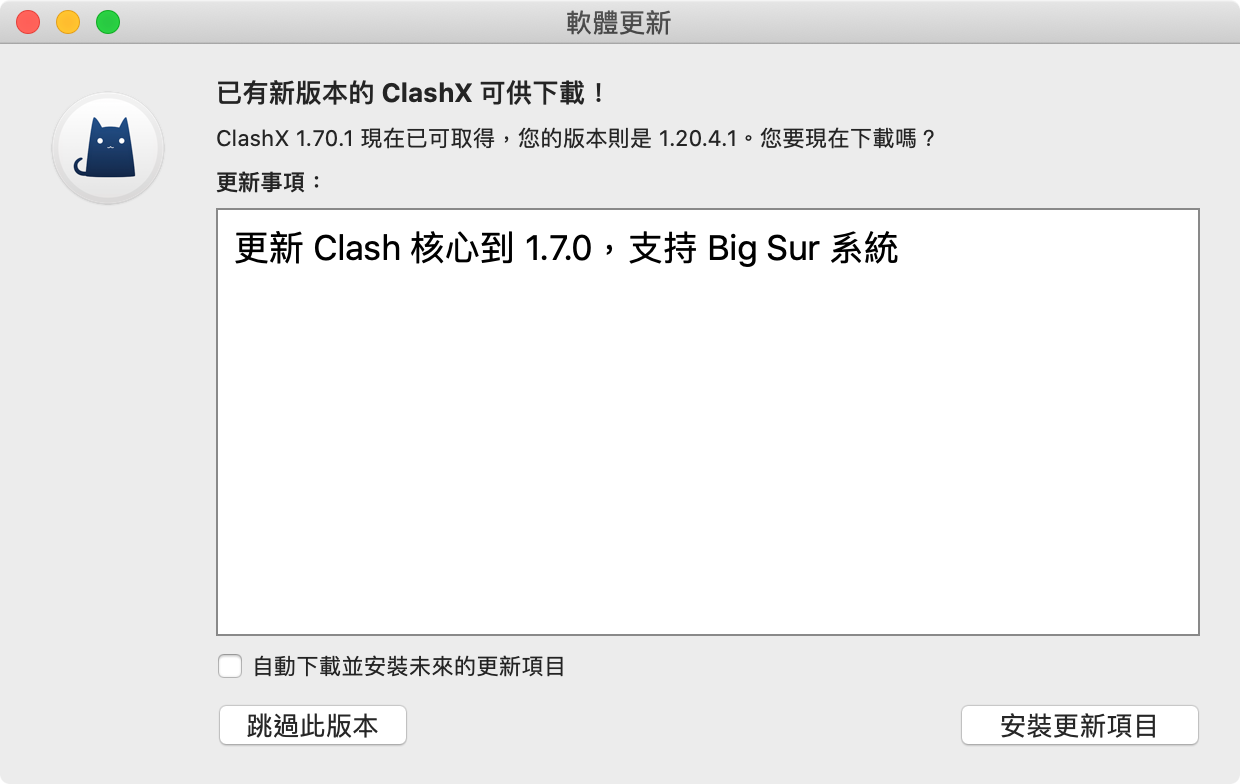 軟體更新
已有新版本的 ClashX 可供下載！
ClashX 1.70.1 現在已可取得，您的版本則是 1.20.4.1。您要現在下載嗎？
更新事項：
更新 Clash 核心到 1.7.0，支持 Big Sur 系統
自動下載並安裝未來的更新項目
跳過此版本
安裝更新項目